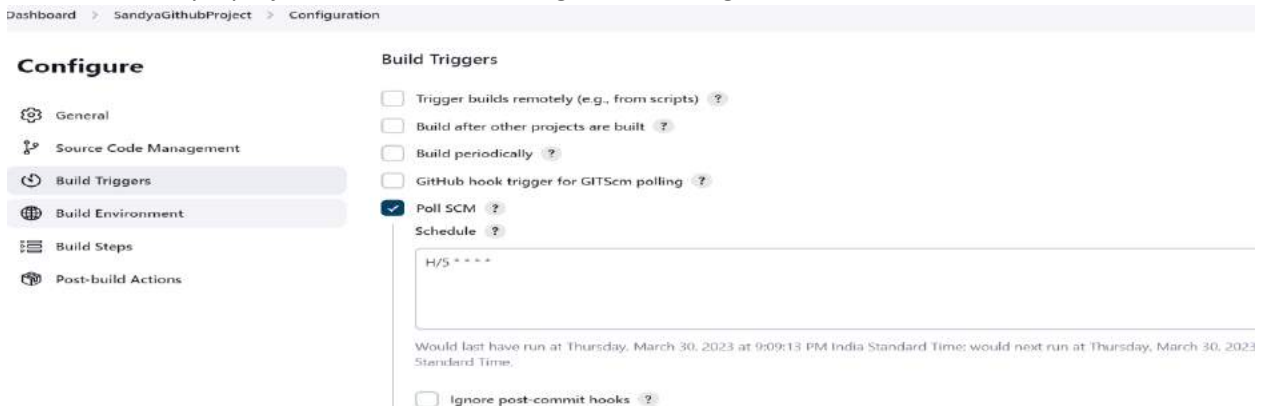 Dashboard > SandyaGithubProject > Configuration
Configure
General
Source Code Management
Build Triggers
Build Environment
Build Steps
Post-build Actions
Build Triggers
Trigger builds remotely (e.g., from scripts) ?
Build after other projects are built ?
Build periodically ?
GitHub hook trigger for GITScm polling ?
Poll SCM ?
Schedule ?
H/5 * * * *
Would last have run at Thursday, March 30, 2023 at 9:09:13 PM India Standard Time; would next run at Thursday, March 30, 2023
Standard Time.
Ignore post-commit hooks ?